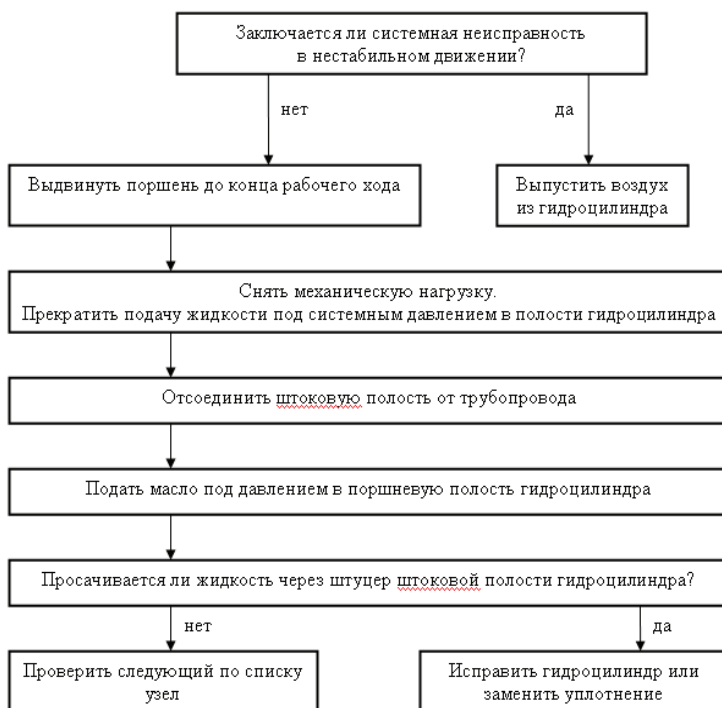 Заключается ли системная неисправность
в нестабильном движении?
нет
да
Выдвинуть поршень до конца рабочего хода
Выпустить воздух
из гидроцилиндра
Снять механическую нагрузку.
Прекратить подачу жидкости под системным давлением в полости гидроцилиндра
Отсоединить штоковую полость от трубопровода
Подать масло под давлением в поршневую полость гидроцилиндра
Просачивается ли жидкость через штуцер штоковой полости гидроцилиндра?
нет
да
Проверить следующий по списку
узел
Исправить гидроцилиндр или
заменить уплотнение